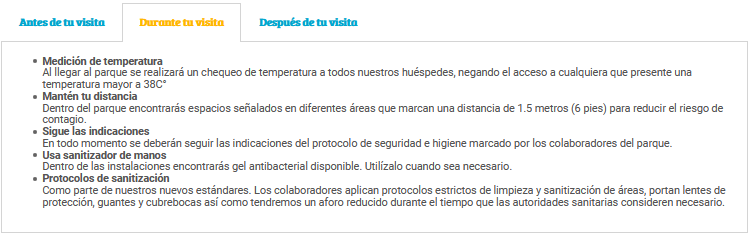 Antes de tu visita
Durante tu visita
Después de tu visita
Medición de temperatura
Al llegar al parque se realizará un chequeo de temperatura a todos nuestros huéspedes, negando el acceso a cualquiera que presente una
temperatura mayor a 38C°
Mantén tu distancia
Dentro del parque encontrarás espacios señalados en diferentes áreas que marcan una distancia de 1.5 metros (6 pies) para reducir el riesgo de
contagio.
Sigue las indicaciones
En todo momento se deberán seguir las indicaciones del protocolo de seguridad e higiene marcado por los colaboradores del parque.
Usa sanitizador de manos
Dentro de las instalaciones encontrarás gel antibacterial disponible. Utilízalo cuando sea necesario.
Protocolos de sanitización
Como parte de nuestros nuevos estándares. Los colaboradores aplican protocolos estrictos de limpieza y sanitización de áreas, portan lentes de
protección, guantes y cubrebocas así como tendremos un aforo reducido durante el tiempo que las autoridades sanitarias consideren necesario.